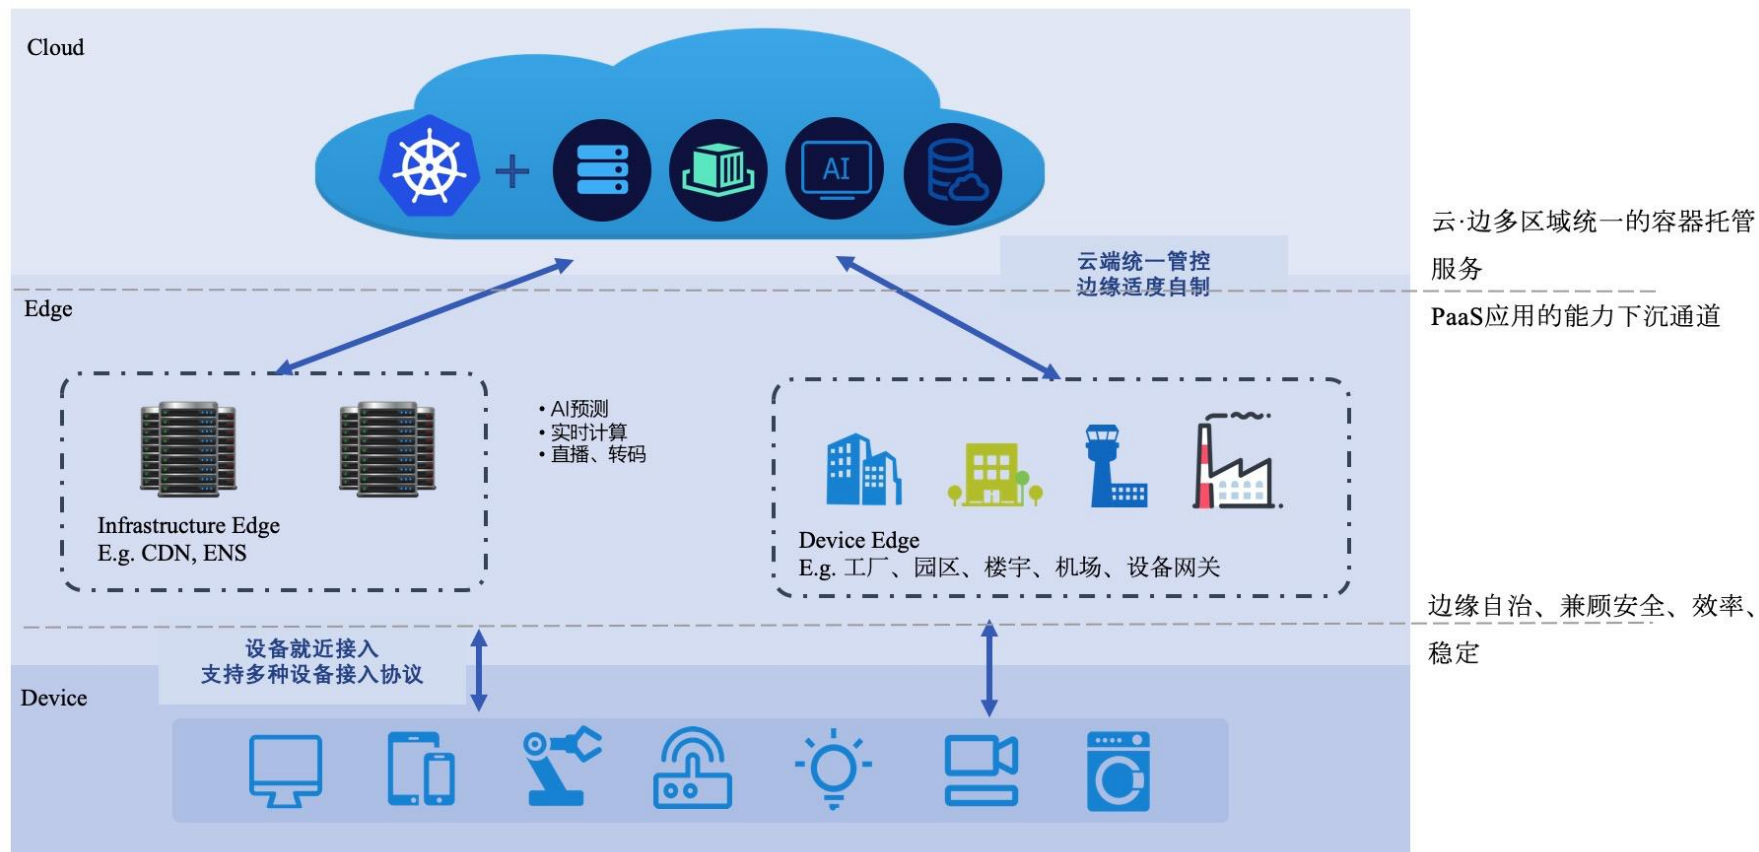 Cloud
AI
云·边多区域统一的容器托管
服务
云端统一管控
边缘适度自制
Edge
PaaS应用的能力下沉通道
• AI预测
• 实时计算
• 直播、转码
Infrastructure Edge
E.g. CDN, ENS
Device Edge
E.g. 工厂、园区、楼宇、机场、设备网关
边缘自治、兼顾安全、效率、
稳定
设备就近接入
支持多种设备接入协议
Device